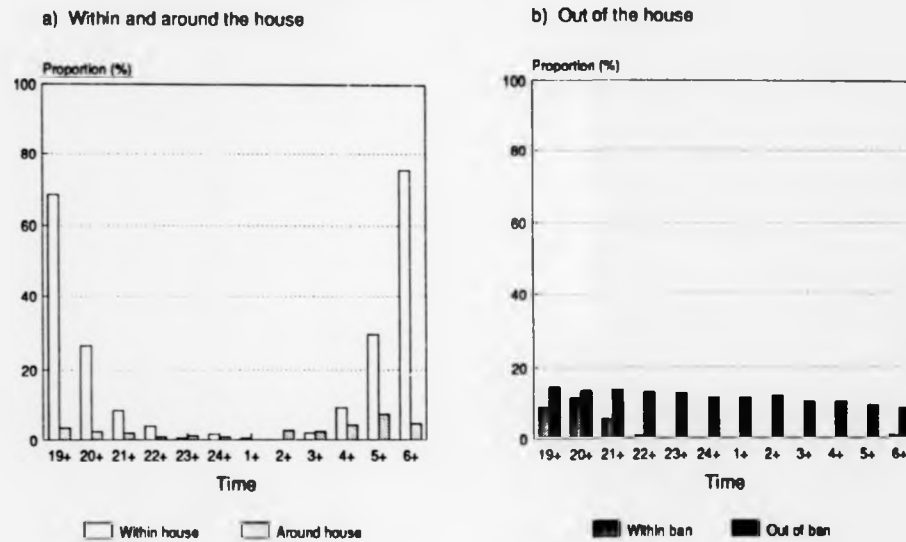 a) Within and around the house
Proportion (%)
100
80
60
40
20
0
19+ 20+ 21+ 22+ 23+ 24+ 1+ 2+ 3+ 4+ 5+ 6+
Time
Within house Around house
b) Out of the house
Proportion (%)
100
80
60
40
20
0
19+ 20+ 21+ 22+ 23+ 24+ 1+ 2+ 3+ 4+ 5+ 6+
Time
Within ban Out of ban